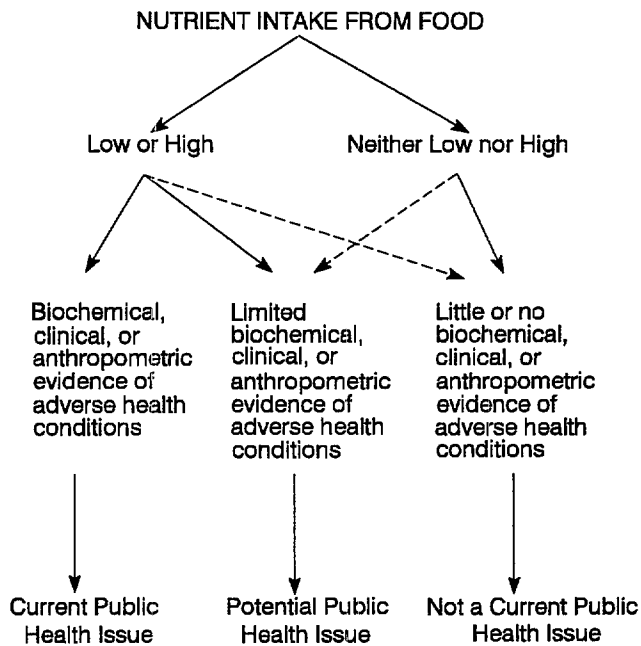 NUTRIENT INTAKE FROM FOOD
Low or High
Neither Low nor High
Biochemical,
clinical, or
anthropometric
evidence of
adverse health
conditions
Limited
biochemical,
clinical, or
anthropometric
evidence of
adverse health
conditions
Little or no
biochemical,
clinical, or
anthropometric
evidence of
adverse health
conditions
Current Public
Health Issue
Potential Public
Health Issue
Not a Current Public
Health Issue